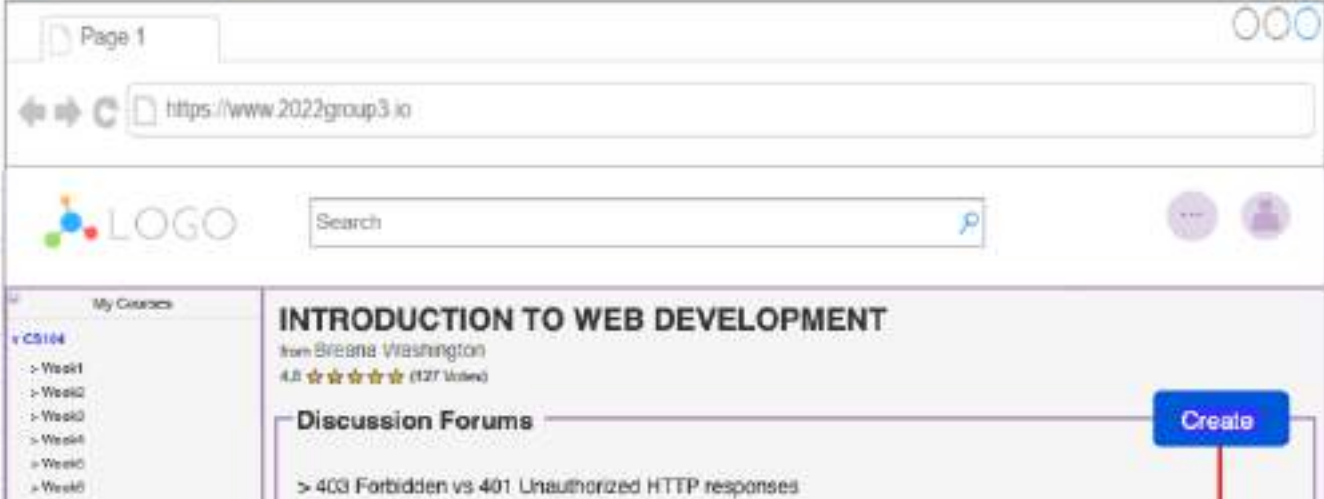 Page 1
https://www.2022group3.io
LOGO
Search
...
My Courses
v CS104
> Week1
> Week2
> Week3
> Week4
> Week5
> Week6
INTRODUCTION TO WEB DEVELOPMENT
from Breana Washington
4.8 (127 Votes)
Discussion Forums
Create
> 403 Forbidden vs 401 Unauthorized HTTP responses